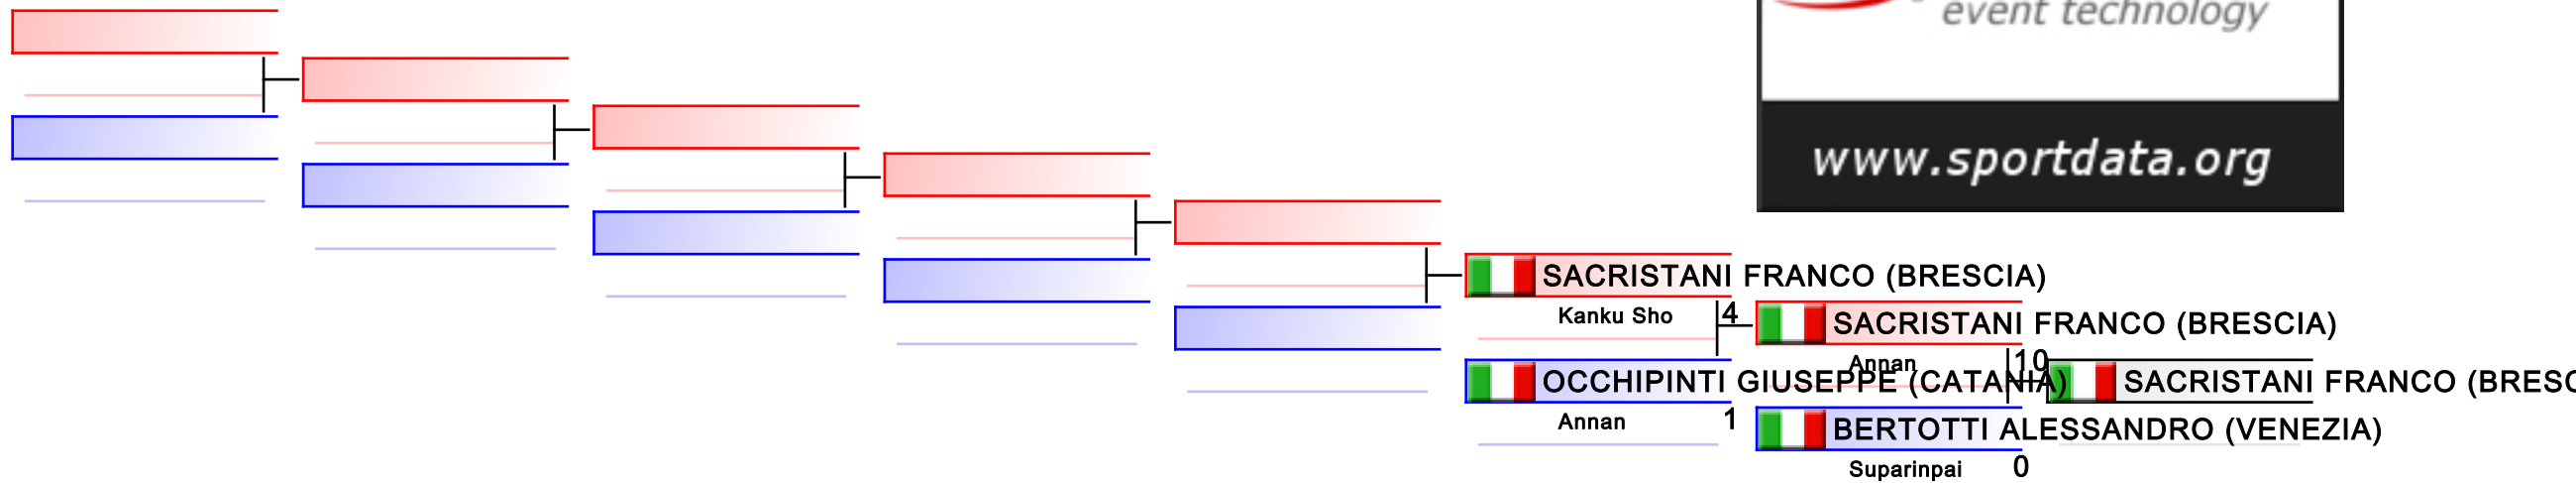 event technology
www.sportdata.org
SACRISTANI FRANCO (BRESCIA)
Kanku Sho
4
SACRISTANI FRANCO (BRESCIA)
Annan
10
OCCHIPINTI GIUSEPPE (CATANIA)
SACRISTANI FRANCO (BRESC
Annan
1
BERTOTTI ALESSANDRO (VENEZIA)
Suparinpai
0